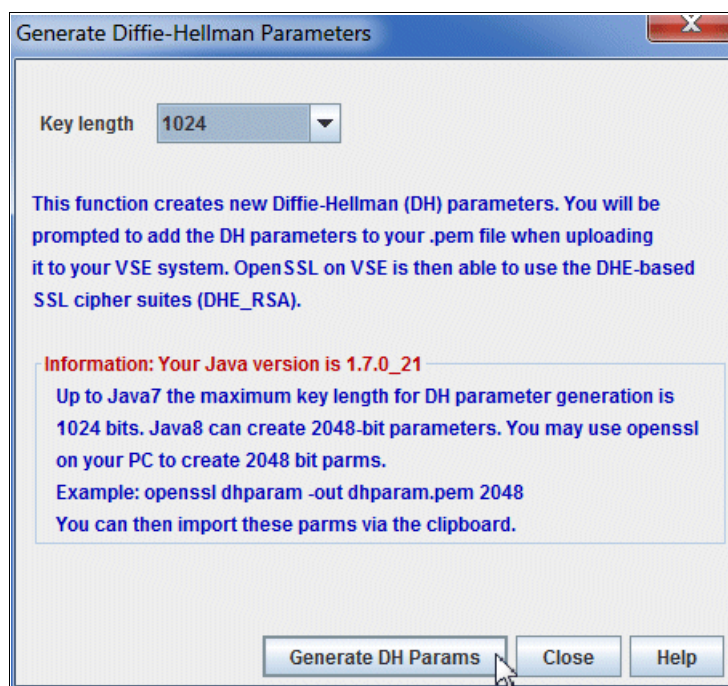 Generate Diffie-Hellman Parameters
X
Key length 1024
This function creates new Diffie-Hellman (DH) parameters. You will be
prompted to add the DH parameters to your .pem file when uploading
it to your VSE system. OpenSSL on VSE is then able to use the DHE-based
SSL cipher suites (DHE_RSA).
Information: Your Java version is 1.7.0_21
Up to Java7 the maximum key length for DH parameter generation is
1024 bits. Java8 can create 2048-bit parameters. You may use openssl
on your PC to create 2048 bit parms.
Example: openssl dhparam -out dhparam.pem 2048
You can then import these parms via the clipboard.
Generate DH Params Close Help